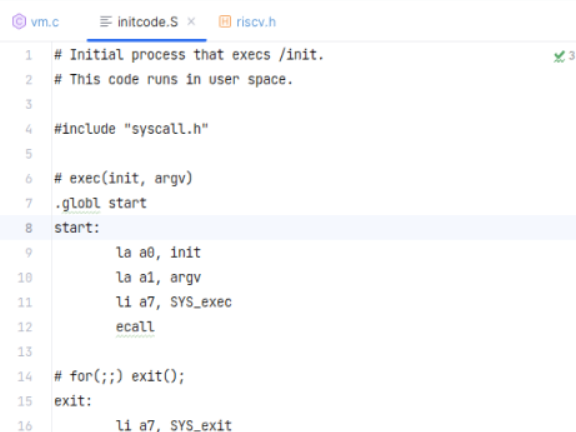 vm.c initcode.S riscv.h
1 # Initial process that execs /init. 3
2 # This code runs in user space.
3
4 #include "syscall.h"
5
6 # exec(init, argv)
7 .globl start
8 start:
9 la a0, init
10 la a1, argv
11 li a7, SYS_exec
12 ecall
13
14 # for(;;) exit();
15 exit:
16 li a7, SYS_exit